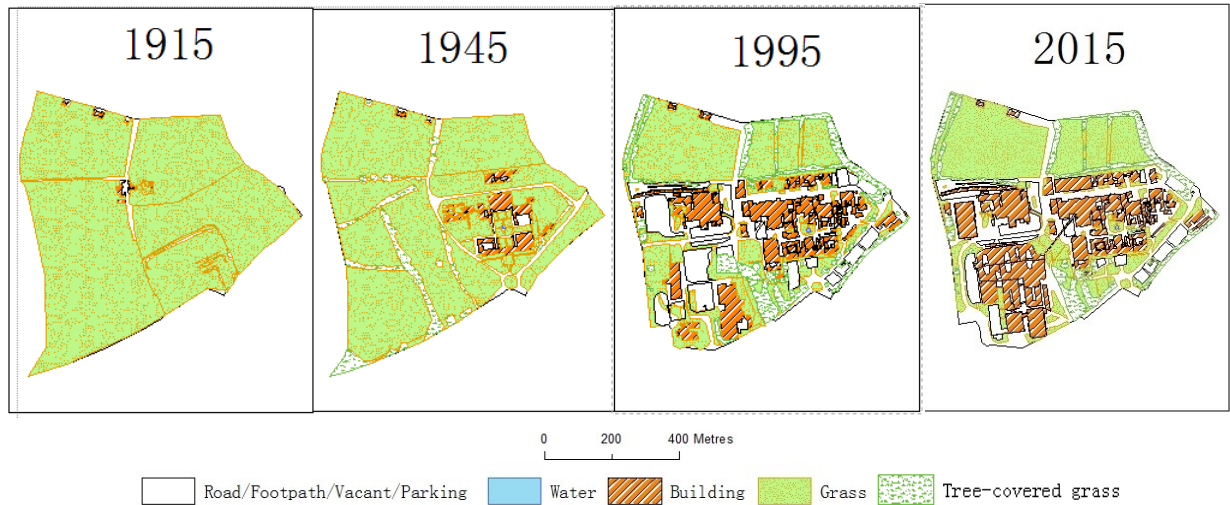 1915 1945 1995 2015
0 200 400 Metres
Road/Footpath/Vacant/Parking Water Building Grass Tree-covered grass